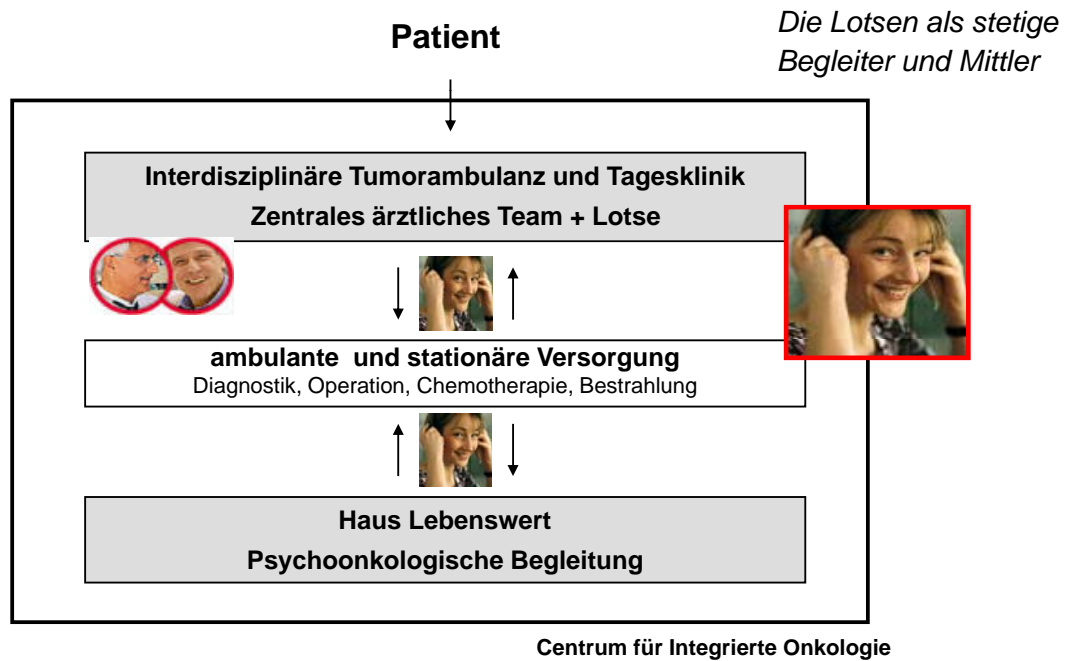 Patient
Die Lotsen als stetige
Begleiter und Mittler
Interdisziplinäre Tumorambulanz und Tagesklinik
Zentrales ärztliches Team + Lotse
ambulante und stationäre Versorgung
Diagnostik, Operation, Chemotherapie, Bestrahlung
Haus Lebenswert
Psychoonkologische Begleitung
Centrum für Integrierte Onkologie